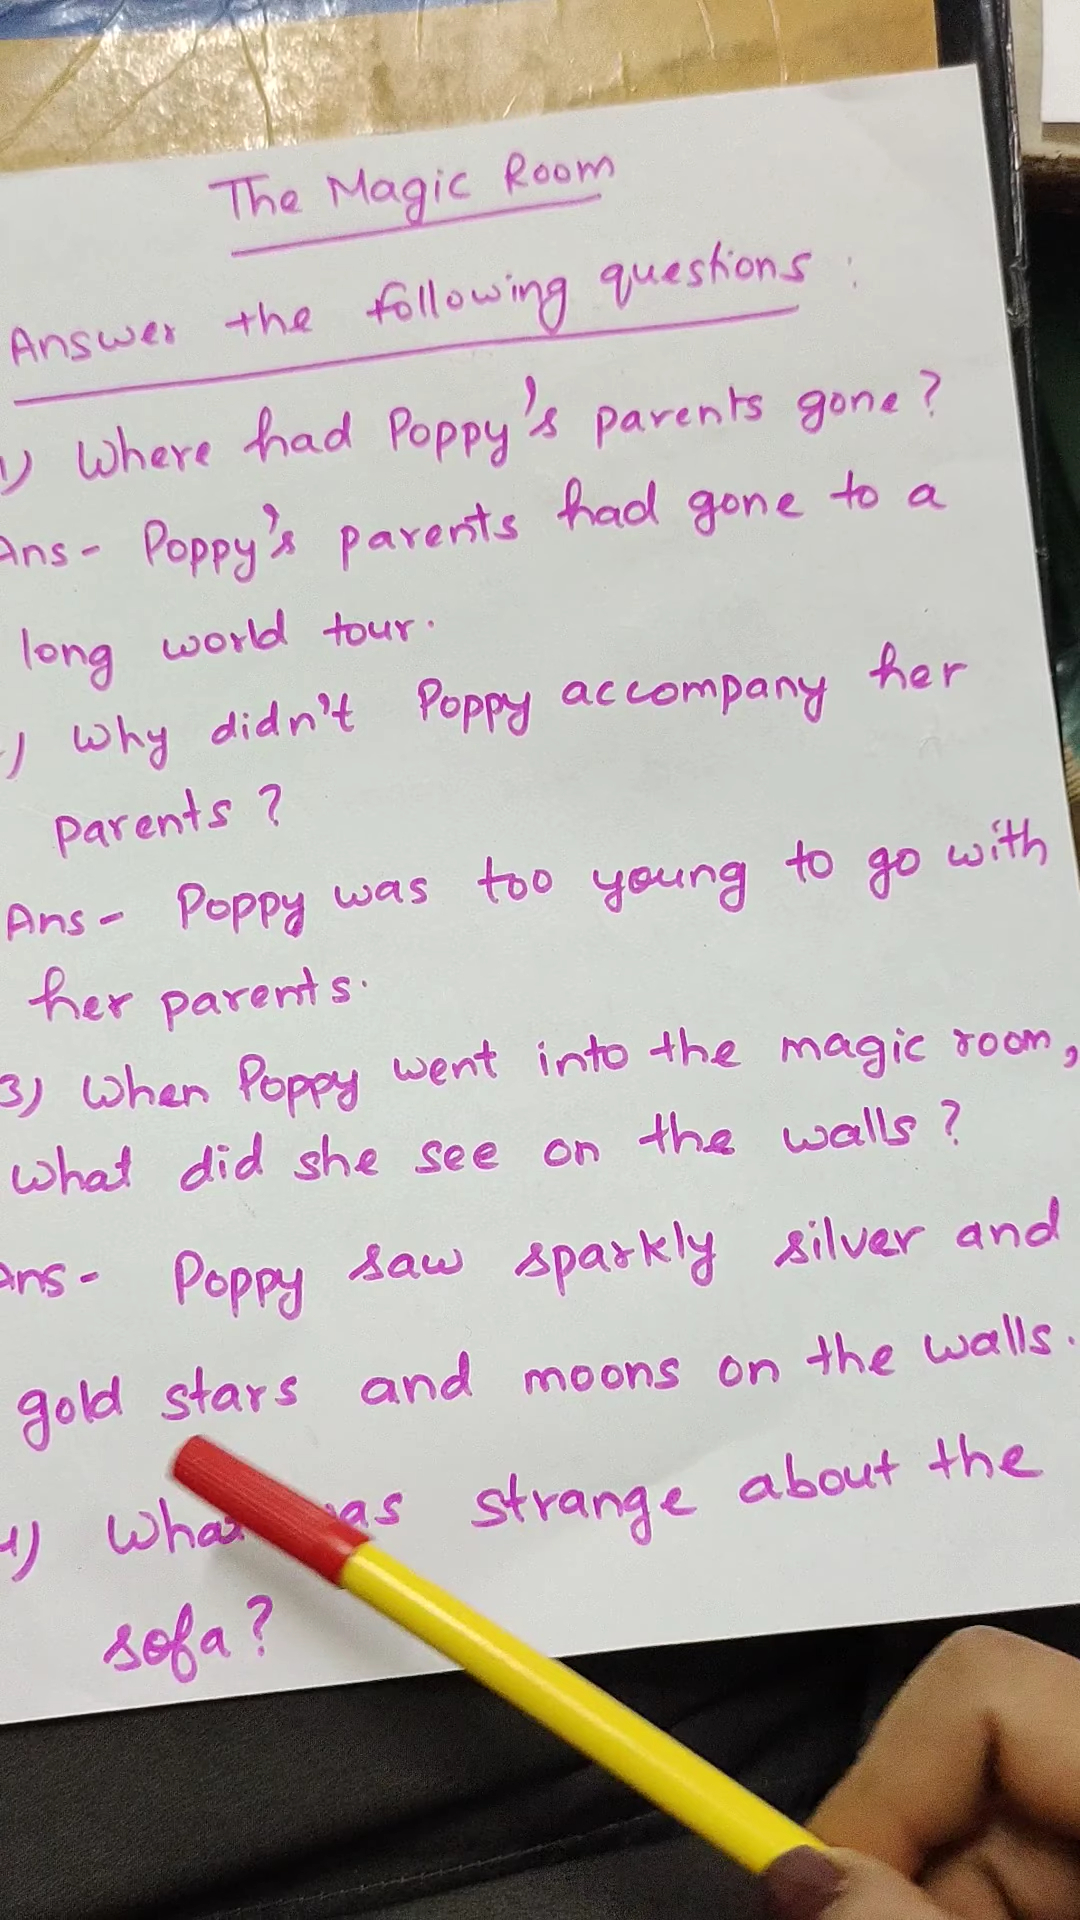 The Magic Room
Answer the following questions :
1) Where had Poppy's parents gone?
Ans- Poppy's parents had gone to a
long world tour.
) Why didn't Poppy accompany her
parents?
Ans- Poppy was too young to go with
her parents.
3) When Poppy went into the magic room,
what did she see on the walls?
Ans- Poppy saw sparkly silver and
gold stars and moons on the walls.
4) strange about the
sofa?